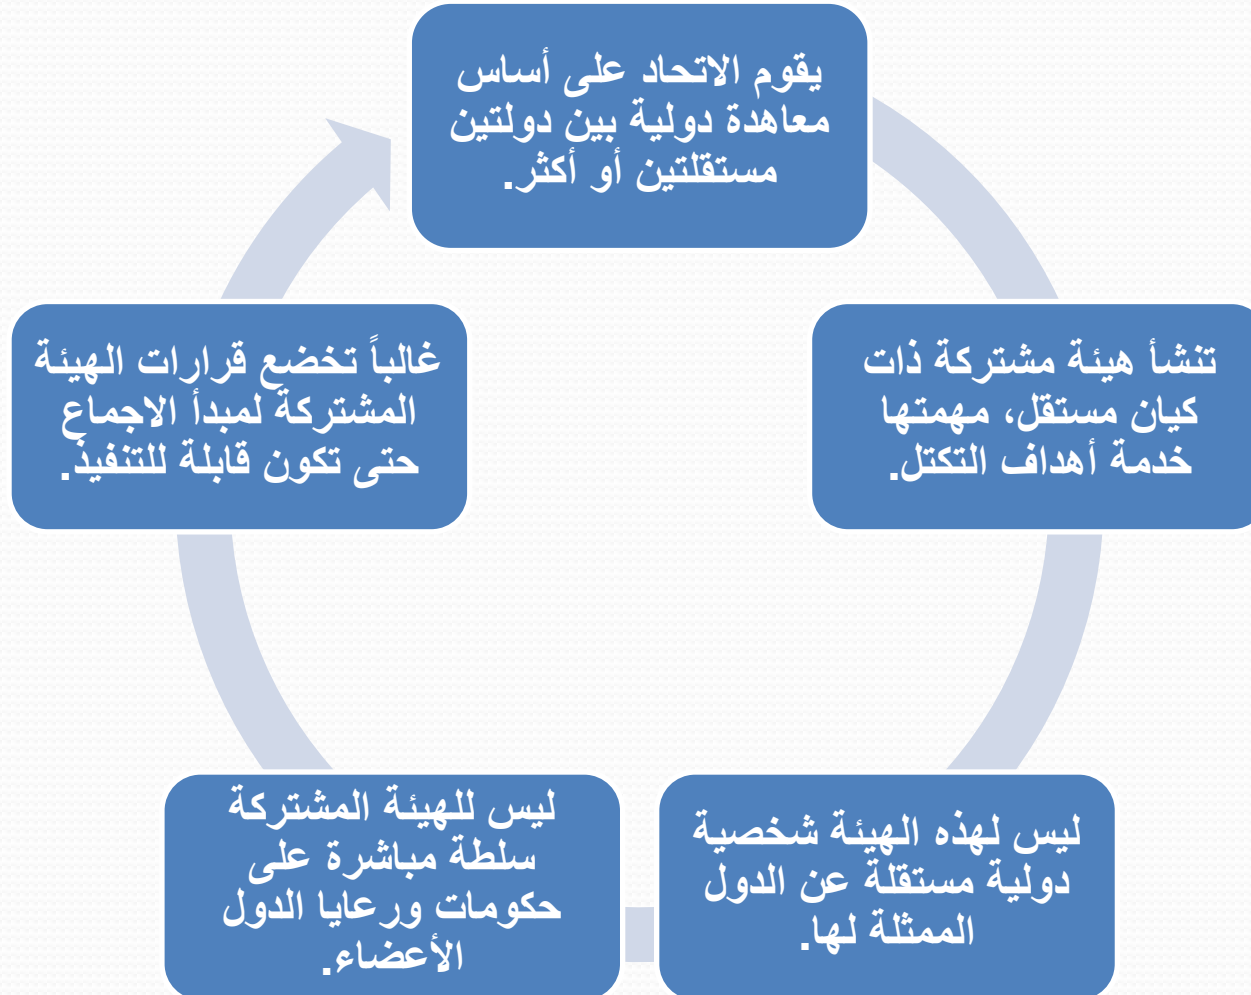 يقوم الاتحاد على أساس
معاهدة دولية بين دولتين
مستقلتين أو أكثر.
تنشأ هيئة مشتركة ذات
كيان مستقل، مهمتها
خدمة أهداف التكتل.
ليس لهذه الهيئة شخصية
دولية مستقلة عن الدول
الممثلة لها.
ليس للهيئة المشتركة
سلطة مباشرة على
حكومات ورعايا الدول
الأعضاء.
غالباً تخضع قرارات الهيئة
المشتركة لمبدأ الاجماع
حتى تكون قابلة للتنفيذ.